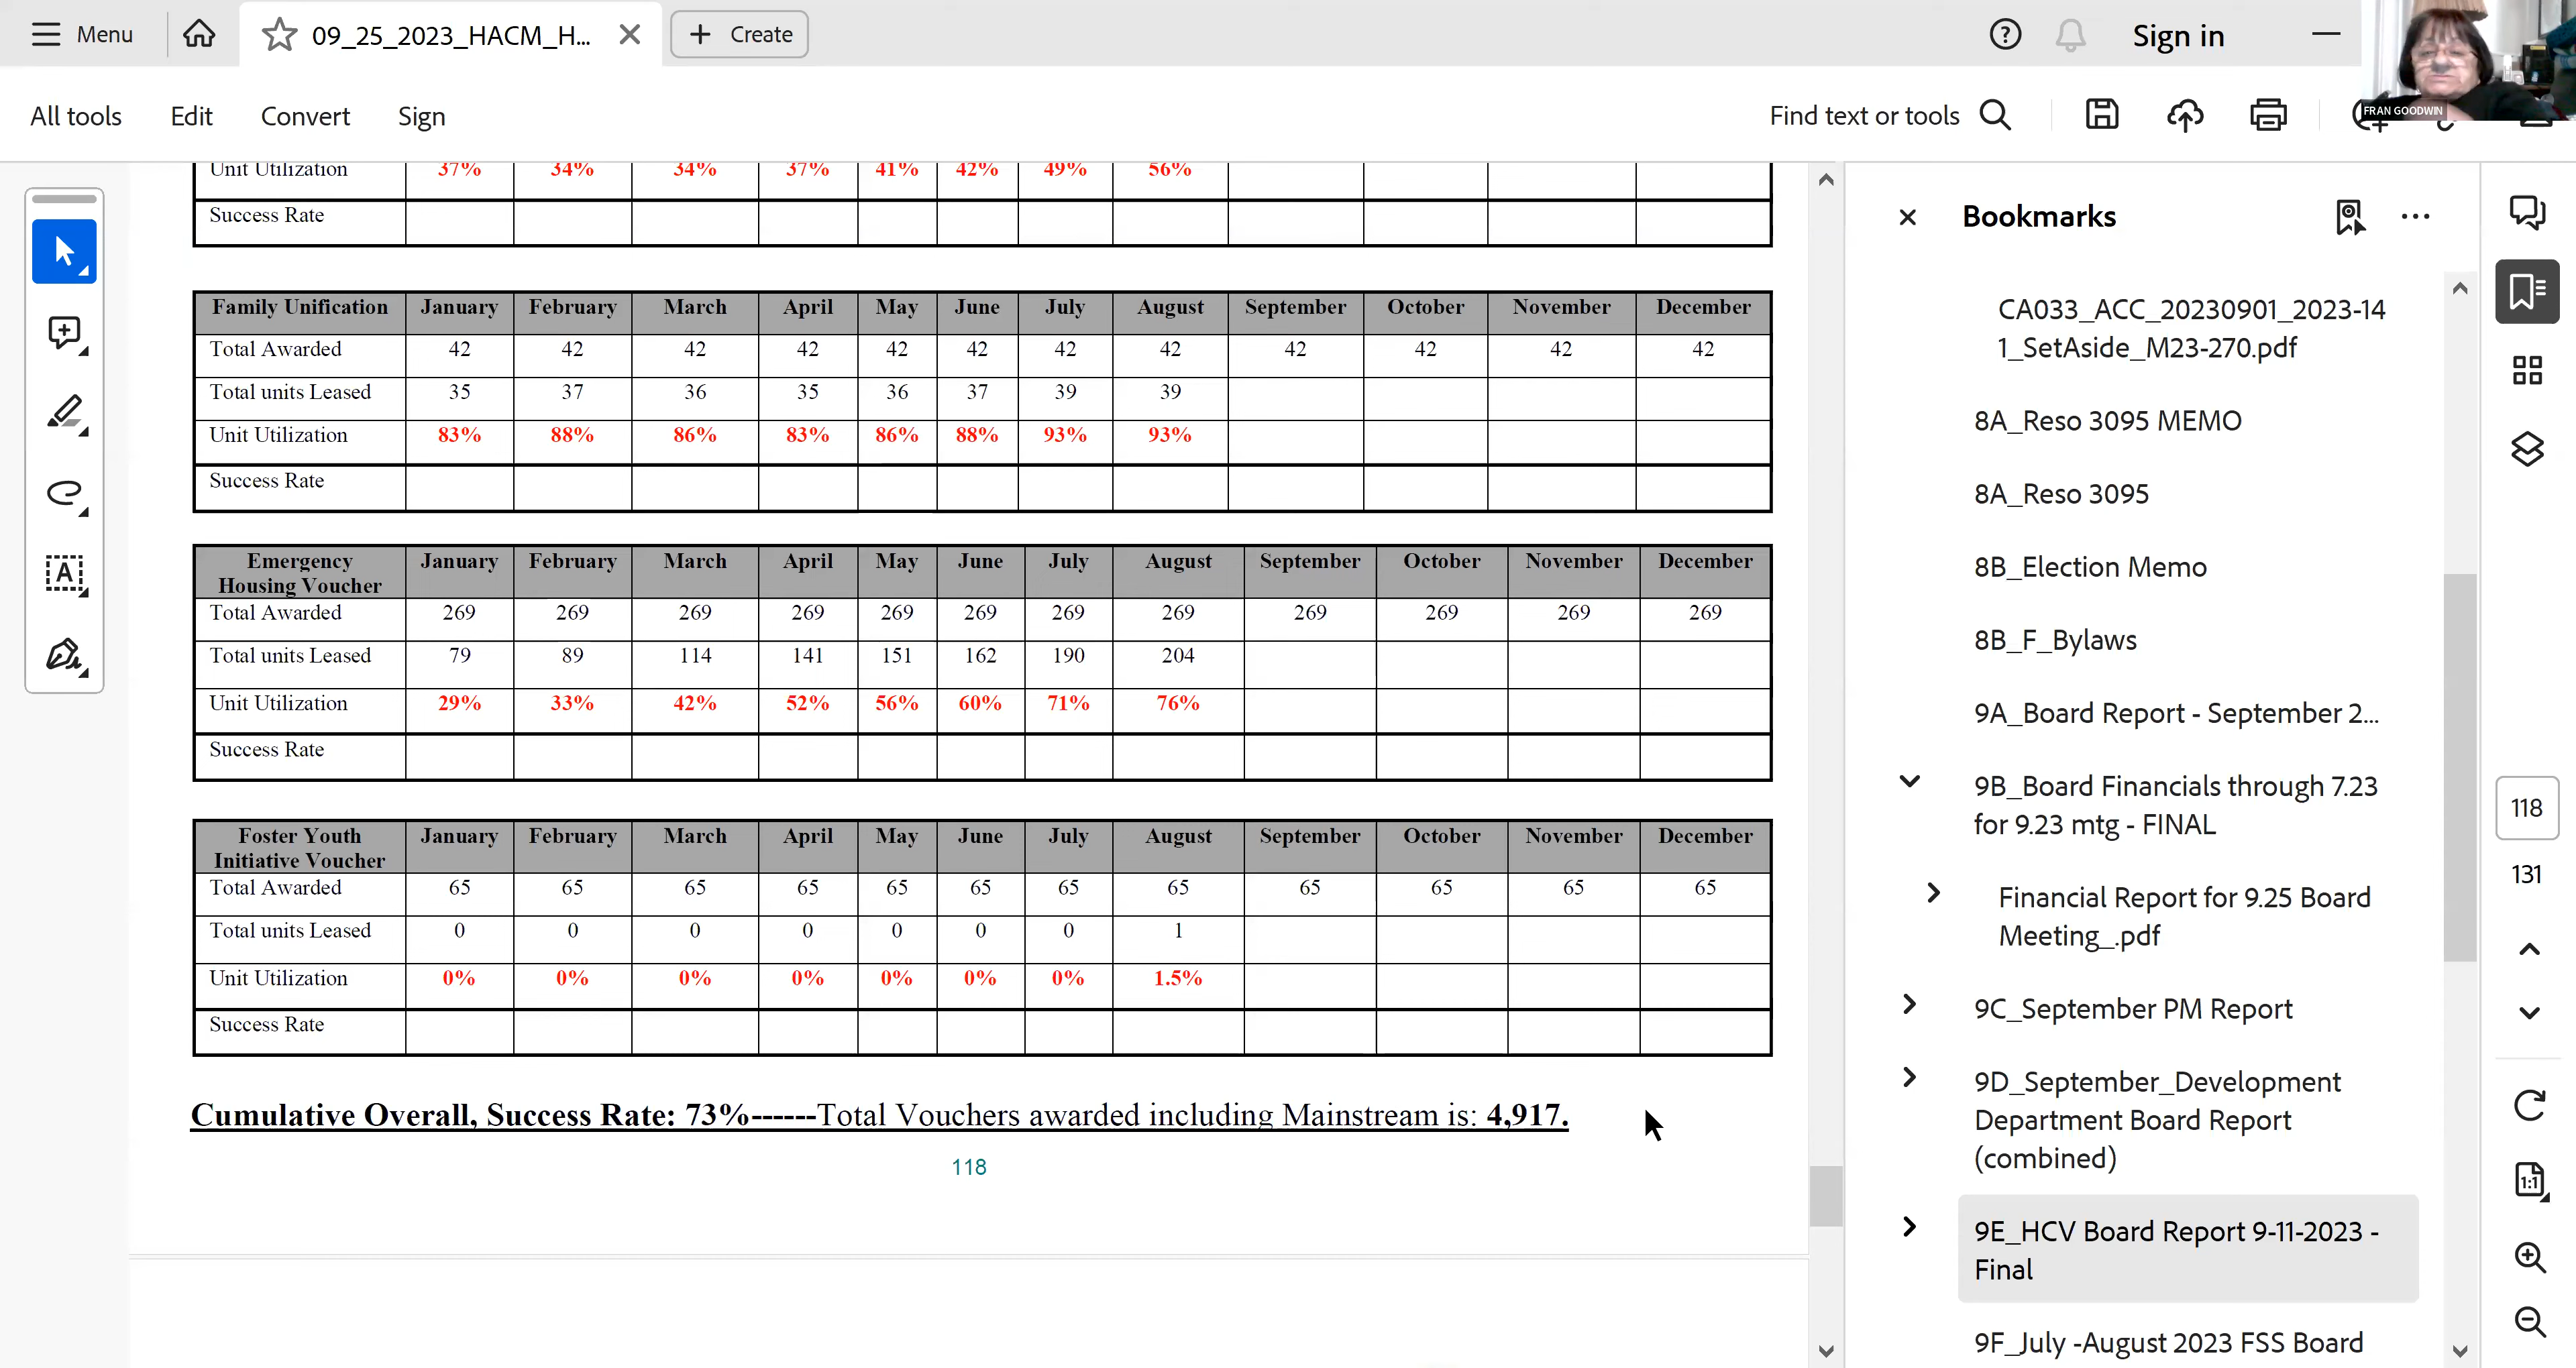 Menu
09_25_2023_HACM_H...
Create
Sign in
FRAN GOODWIN
All tools Edit Convert Sign
Find text or tools
Unit Utilization 37% 34% 34% 37% 41% 42% 49% 56%
Success Rate
Family Unification January February March April May June July August September October November December
Total Awarded 42 42 42 42 42 42 42 42 42 42 42 42
Total units Leased 35 37 36 35 36 37 39 39
Unit Utilization 83% 88% 86% 83% 86% 88% 93% 93%
Success Rate
Emergency Housing Voucher January February March April May June July August September October November December
Total Awarded 269 269 269 269 269 269 269 269 269 269 269 269
Total units Leased 79 89 114 141 151 162 190 204
Unit Utilization 29% 33% 42% 52% 56% 60% 71% 76%
Success Rate
Foster Youth Initiative Voucher January February March April May June July August September October November December
Total Awarded 65 65 65 65 65 65 65 65 65 65 65 65
Total units Leased 0 0 0 0 0 0 0 1
Unit Utilization 0% 0% 0% 0% 0% 0% 0% 1.5%
Success Rate
Cumulative Overall, Success Rate: 73%------Total Vouchers awarded including Mainstream is: 4,917.
118
Bookmarks
CA033_ACC_20230901_2023-14
1_SetAside_M23-270.pdf
8A_Reso 3095 MEMO
8A_Reso 3095
8B_Election Memo
8B_F_Bylaws
9A_Board Report - September 2...
9B_Board Financials through 7.23
for 9.23 mtg - FINAL
Financial Report for 9.25 Board
Meeting_.pdf
9C_September PM Report
9D_September_Development
Department Board Report
(combined)
9E_HCV Board Report 9-11-2023 -
Final
9F_July -August 2023 FSS Board
118
131
1:1